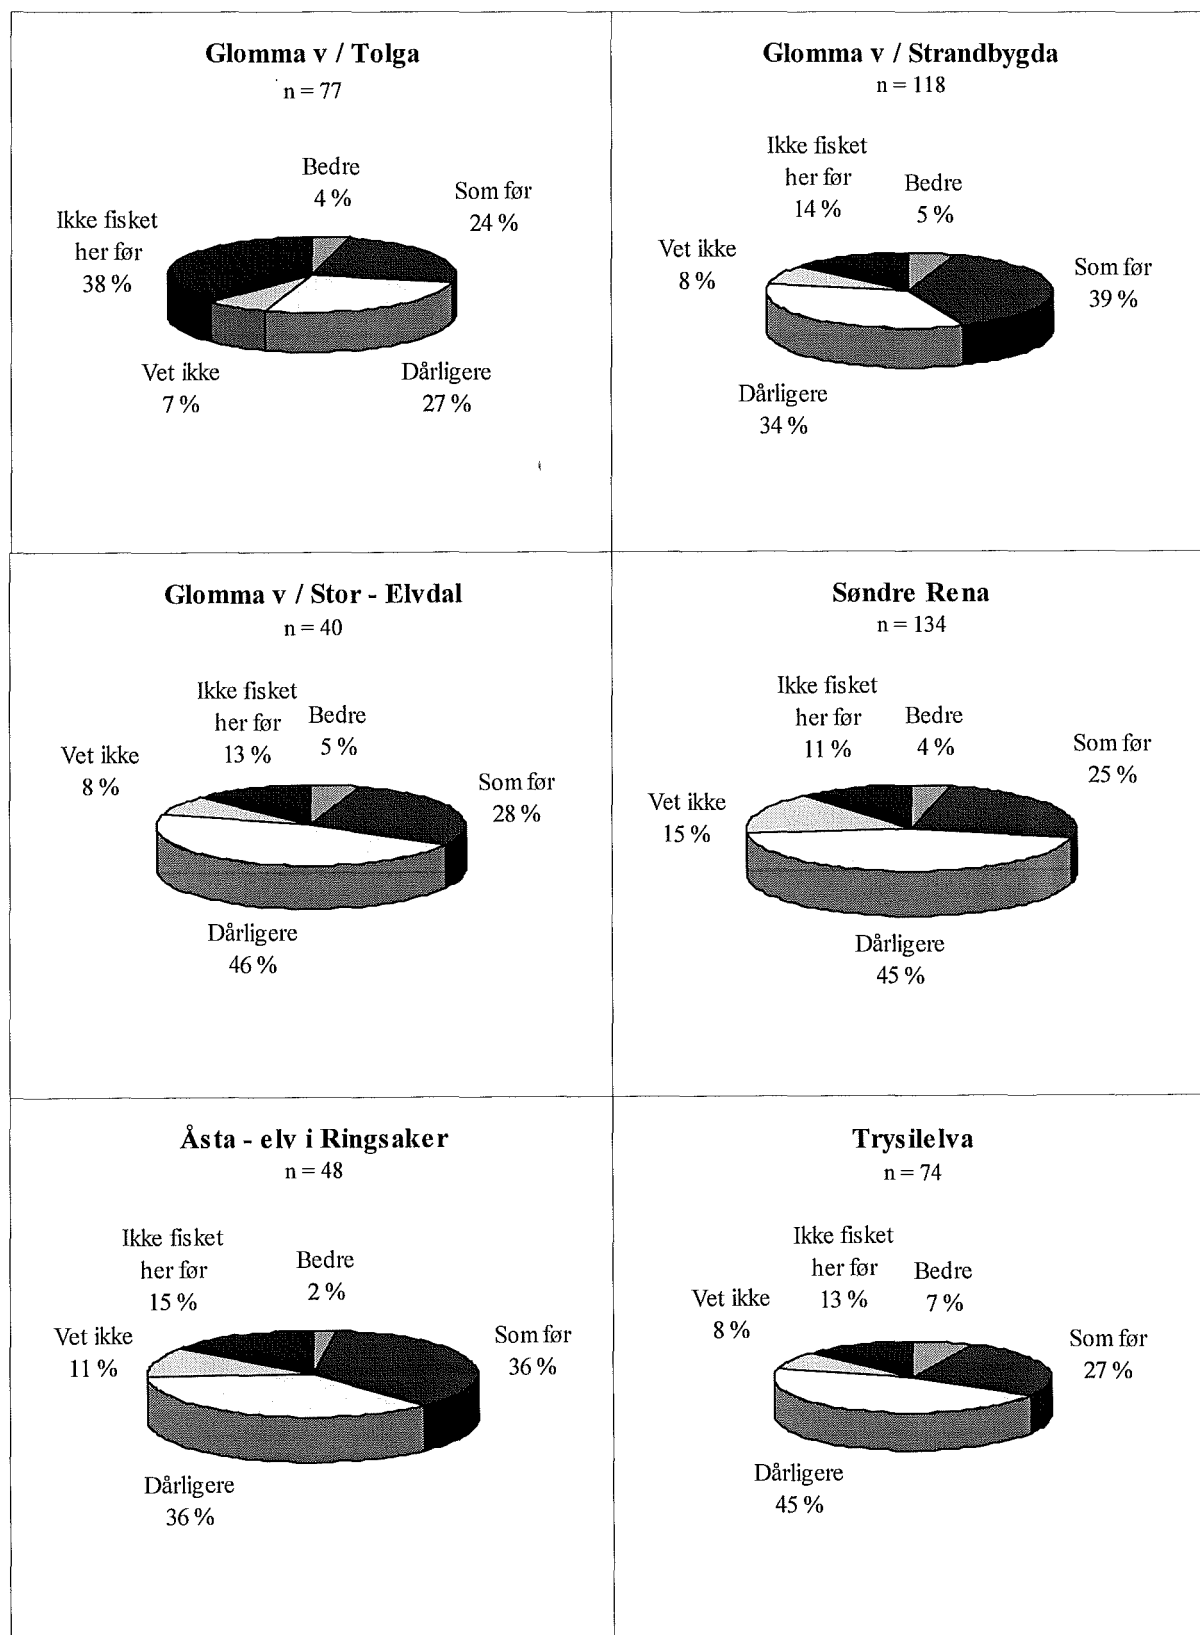 Glomma v / Tolga
n = 77
Bedre
4 %
Som før
24 %
Ikke fisket
her før
38 %
Vet ikke
7 %
Dårligere
27 %
Glomma v / Strandbygda
n = 118
Ikke fisket
her før
14 %
Bedre
5 %
Vet ikke
8 %
Som før
39 %
Dårligere
34 %
Glomma v / Stor - Elvdal
n = 40
Ikke fisket
her før
13 %
Bedre
5 %
Vet ikke
8 %
Som før
28 %
Dårligere
46 %
Søndre Rena
n = 134
Ikke fisket
her før
11 %
Bedre
4 %
Som før
25 %
Vet ikke
15 %
Dårligere
45 %
Åsta - elv i Ringsaker
n = 48
Ikke fisket
her før
15 %
Bedre
2 %
Vet ikke
11 %
Som før
36 %
Dårligere
36 %
Trysilelva
n = 74
Ikke fisket
her før
13 %
Bedre
7 %
Vet ikke
8 %
Som før
27 %
Dårligere
45 %